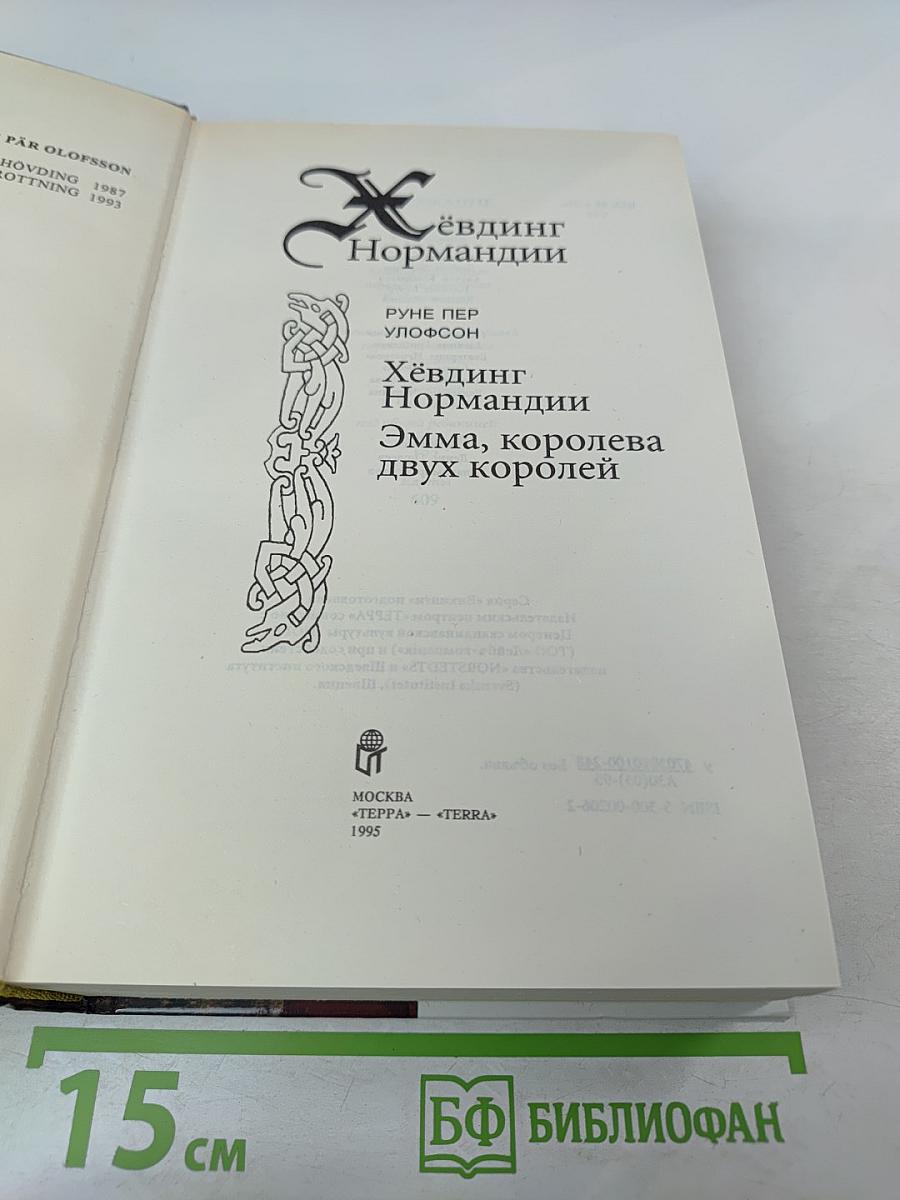 PÄR OLOFSSON
HÖVDING 1987
ROTTNING 1993
Хёвдинг
Нормандии
РУНЕ ПЕР
УЛОФСОН
Хёвдинг
Нормандии
Эмма, королева
двух королей
МОСКВА
«ТЕРРА» — «TERRA»
1995
15 см
БФ БИБЛИОФАН